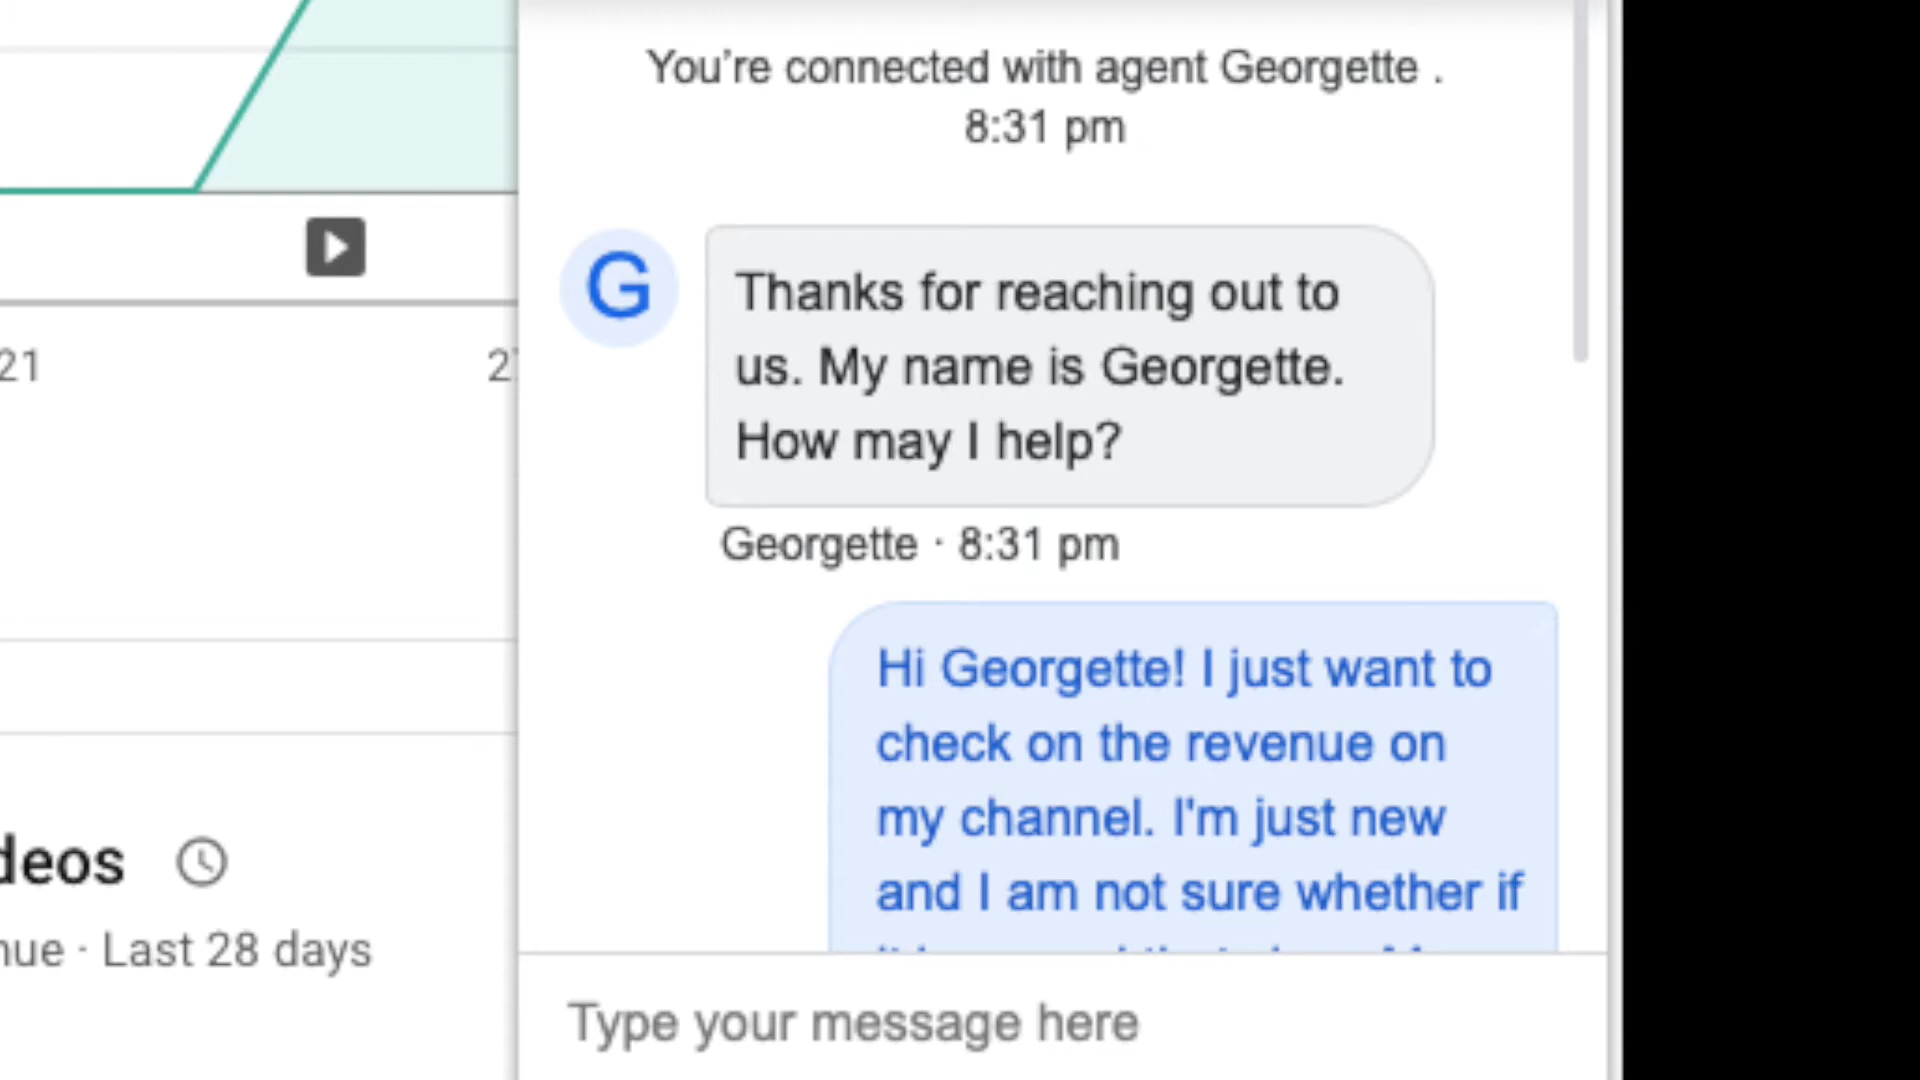 You're connected with agent Georgette .
8:31 pm
G
Thanks for reaching out to
us. My name is Georgette.
How may I help?
Georgette · 8:31 pm
Hi Georgette! I just want to
check on the revenue on
my channel. I'm just new
and I am not sure whether if
Type your message here
21
deos
nue · Last 28 days